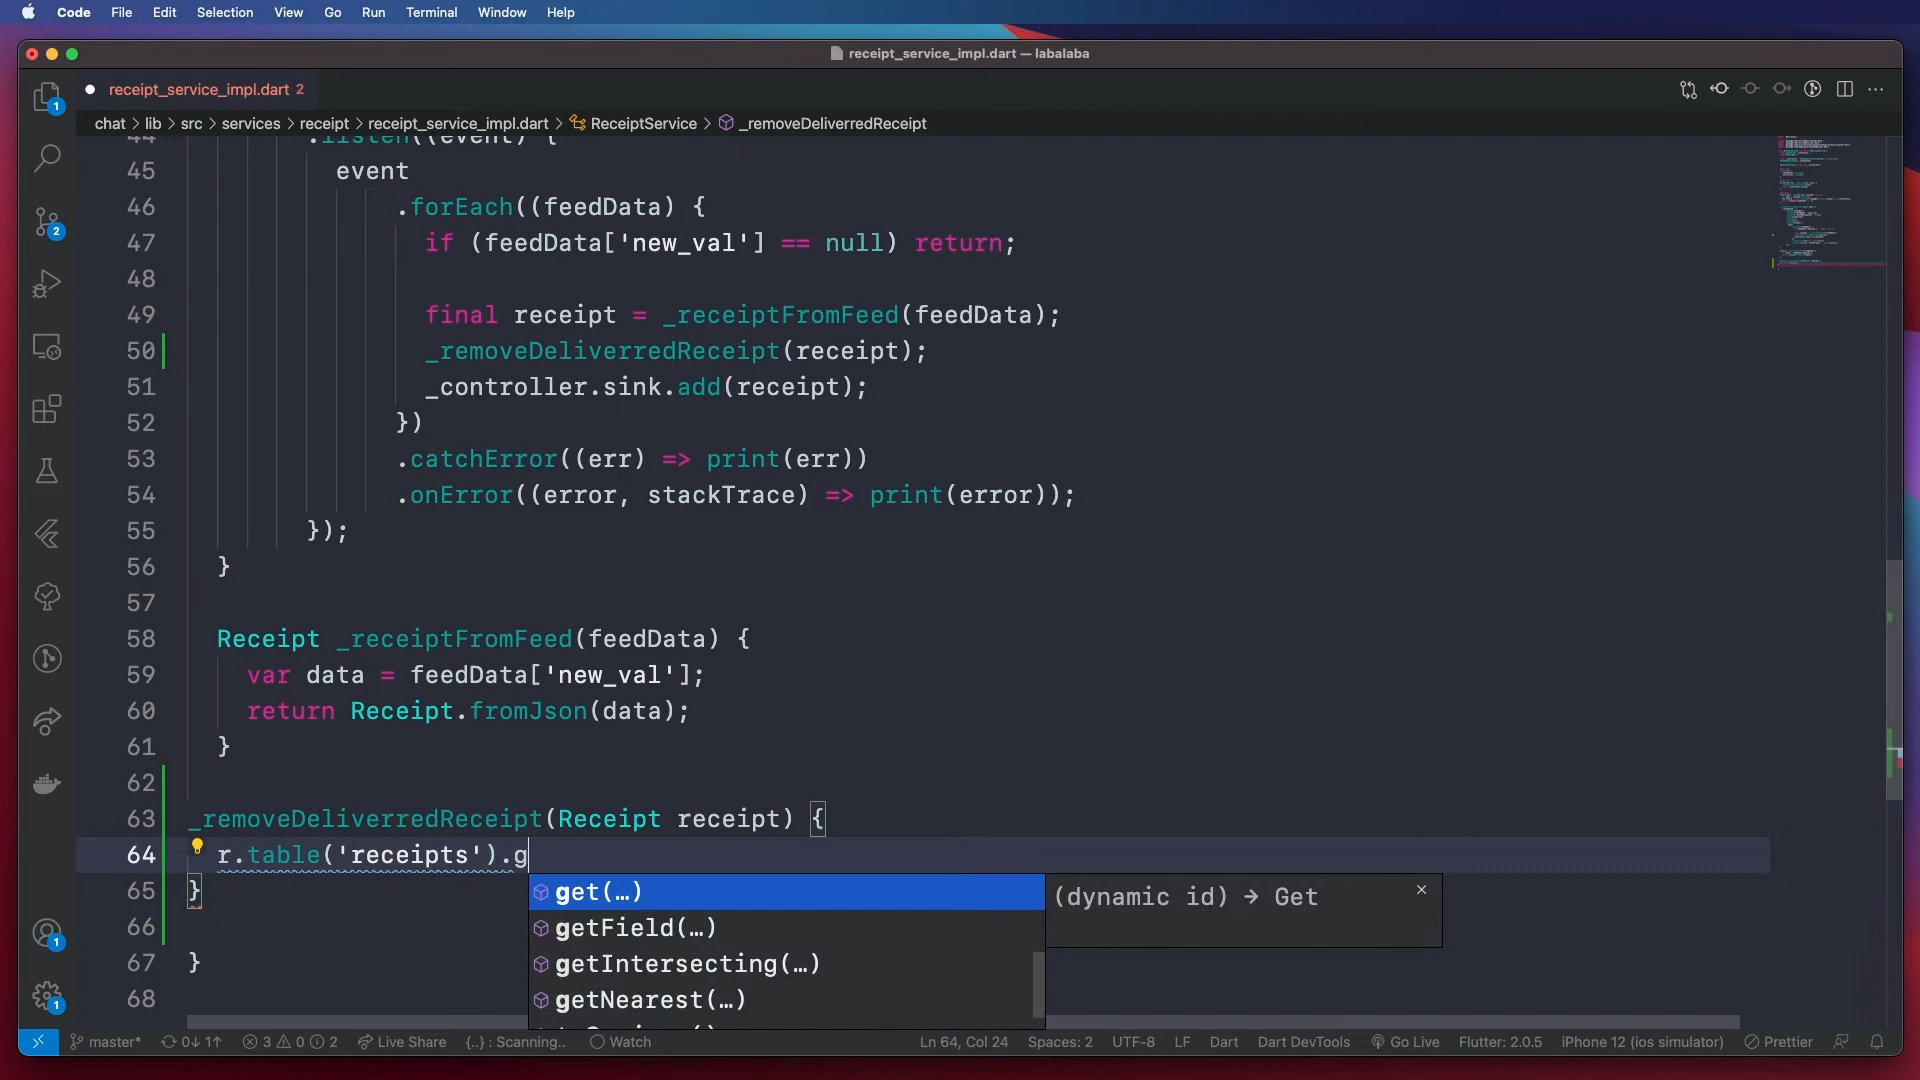 Code File Edit Selection View Go Run Terminal Window Help
receipt_service_impl.dart — labalaba
receipt_service_impl.dart 2
chat > lib > src > services > receipt > receipt_service_impl.dart > ReceiptService > _removeDeliverredReceipt
44 .listen((event) {
45 event
46 .forEach((feedData) {
47 if (feedData['new_val'] == null) return;
48
49 final receipt = _receiptFromFeed(feedData);
50 _removeDeliverredReceipt(receipt);
51 _controller.sink.add(receipt);
52 })
53 .catchError((err) => print(err))
54 .onError((error, stackTrace) => print(error));
55 });
56 }
57
58 Receipt _receiptFromFeed(feedData) {
59 var data = feedData['new_val'];
60 return Receipt.fromJson(data);
61 }
62
63 _removeDeliverredReceipt(Receipt receipt) {
64 r.table('receipts').g
65 }
get(…) (dynamic id) → Get
66
getField(…)
67 }
getIntersecting(…)
68
getNearest(…)
master* 0↓ 1↑ 3 0 2 Live Share {..} : Scanning.. Watch Ln 64, Col 24 Spaces: 2 UTF-8 LF Dart Dart DevTools Go Live Flutter: 2.0.5 iPhone 12 (ios simulator) Prettier